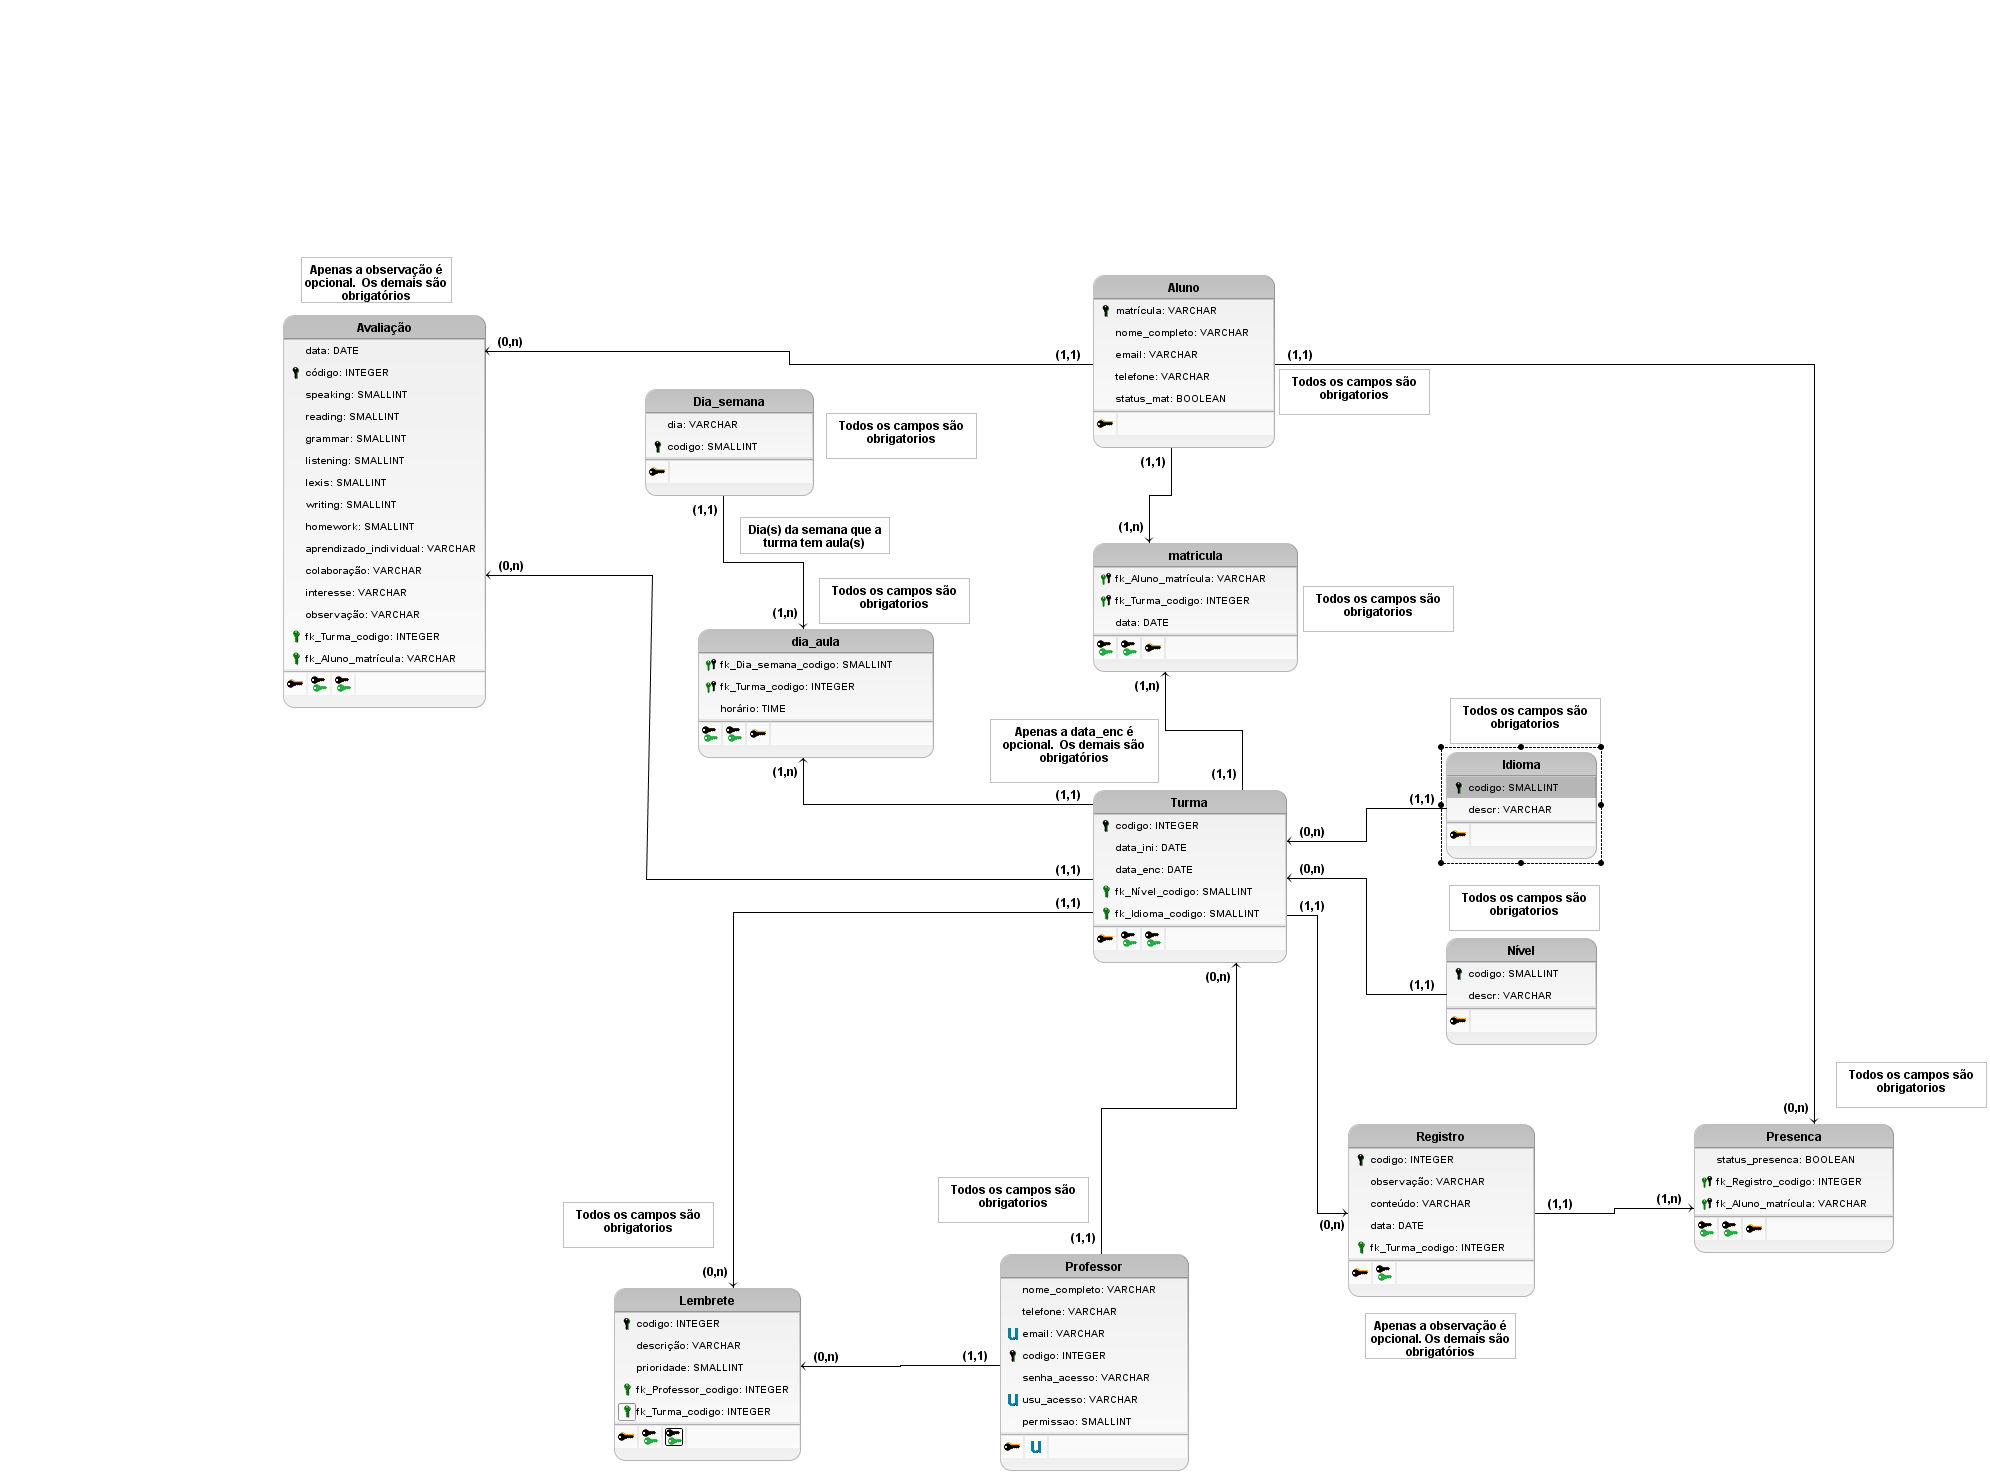 Apenas a observação é
opcional.  Os demais são
obrigatórios
Avaliação
data: DATE
código: INTEGER
speaking: SMALLINT
reading: SMALLINT
grammar: SMALLINT
listening: SMALLINT
lexis: SMALLINT
writing: SMALLINT
homework: SMALLINT
aprendizado_individual: VARCHAR
colaboração: VARCHAR
interesse: VARCHAR
observação: VARCHAR
fk_Turma_codigo: INTEGER
fk_Aluno_matrícula: VARCHAR
(0,n)
(1,1)
(0,n)
Aluno
matrícula: VARCHAR
nome_completo: VARCHAR
email: VARCHAR
telefone: VARCHAR
status_mat: BOOLEAN
(1,1)
Todos os campos são
obrigatórios
Dia_semana
dia: VARCHAR
codigo: SMALLINT
Todos os campos são
obrigatorios
(1,1)
Dia(s) da semana que a
turma tem aula(s)
Todos os campos são
obrigatorios
(1,n)
dia_aula
fk_Dia_semana_codigo: SMALLINT
fk_Turma_codigo: INTEGER
horário: TIME
(1,n)
(1,1)
(1,n)
matricula
fk_Aluno_matrícula: VARCHAR
fk_Turma_codigo: INTEGER
data: DATE
Todos os campos são
obrigatorios
(1,n)
Apenas a data_enc é
opcional.  Os demais são
obrigatórios
(1,1)
(1,1)
Turma
codigo: INTEGER
data_ini: DATE
data_enc: DATE
fk_Nível_codigo: SMALLINT
fk_Idioma_codigo: SMALLINT
(1,1)
(1,1)
(0,n)
(0,n)
(1,1)
(0,n)
Todos os campos são
obrigatorios
Idioma
codigo: SMALLINT
descr: VARCHAR
(1,1)
Todos os campos são
obrigatorios
Nível
codigo: SMALLINT
descr: VARCHAR
(1,1)
Todos os campos são
obrigatorios
(0,n)
Presenca
status_presenca: BOOLEAN
fk_Registro_codigo: INTEGER
fk_Aluno_matrícula: VARCHAR
(1,n)
(1,1)
Registro
codigo: INTEGER
observação: VARCHAR
conteúdo: VARCHAR
data: DATE
fk_Turma_codigo: INTEGER
(0,n)
Apenas a observação é
opcional. Os demais são
obrigatórios
Todos os campos são
obrigatorios
(1,1)
Professor
nome_completo: VARCHAR
telefone: VARCHAR
u email: VARCHAR
codigo: INTEGER
senha_acesso: VARCHAR
u usu_acesso: VARCHAR
permissao: SMALLINT
u
(1,1)
(0,n)
Todos os campos são
obrigatorios
(0,n)
Lembrete
codigo: INTEGER
descrição: VARCHAR
prioridade: SMALLINT
fk_Professor_codigo: INTEGER
fk_Turma_codigo: INTEGER